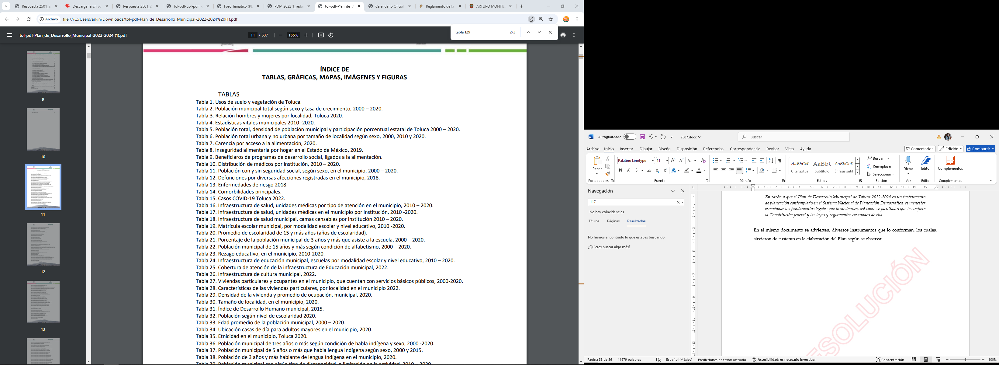 Respuesta 2501_2
Descargar archivo
Respuesta 2501_2
Tol-pdf-upl-pdm-
Foro Tematico (PD
PDM 2022 1_reda
tol-pdf-Plan_de_D
Calendario Oficial
Reglamento de la
ARTURO MONTIE
Archivo
file:///C:/Users/arkin/Downloads/tol-pdf-Plan_de_Desarrollo_Municipal-2022-2024%20(1).pdf
tol-pdf-Plan_de_Desarrollo_Municipal-2022-2024 (1).pdf
11 / 537
155%
tabla 129
2/2
9
10
11
12
13
ÍNDICE DE
TABLAS, GRÁFICAS, MAPAS, IMÁGENES Y FIGURAS
TABLAS
Tabla 1. Usos de suelo y vegetación de Toluca.
Tabla 2. Población municipal total según sexo y tasa de crecimiento, 2000 – 2020.
Tabla.3. Relación hombres y mujeres por localidad, Toluca 2020.
Tabla 4. Estadísticas vitales municipales 2010 -2020.
Tabla 5. Población total, densidad de población municipal y participación porcentual estatal de Toluca 2000 – 2020.
Tabla 6. Población total urbana y no urbana por tamaño de localidad según sexo, 2000, 2010 y 2020.
Tabla 7. Carencia por acceso a la alimentación, 2020.
Tabla 8. Inseguridad alimentaria por hogar en el Estado de México, 2019.
Tabla 9. Beneficiaros de programas de desarrollo social, ligados a la alimentación.
Tabla 10. Distribución de médicos por institución, 2010 – 2020.
Tabla 11. Población con y sin seguridad social, según sexo, en el municipio, 2000 – 2020.
Tabla 12. Defunciones por diversas afecciones registradas en el municipio, 2018.
Tabla 13. Enfermedades de riesgo 2018.
Tabla 14. Comorbilidades principales.
Tabla 15. Casos COVID-19 Toluca 2022.
Tabla 16. Infraestructura de salud, unidades médicas por tipo de atención en el municipio, 2010 – 2020.
Tabla 17. Infraestructura de salud, unidades médicas en el municipio por institución, 2010 -2020.
Tabla 18. Infraestructura de salud municipal, camas censables por institución 2010 – 2020.
Tabla 19. Matrícula escolar municipal, por modalidad escolar y nivel educativo, 2010 -2020.
Tabla 20. Promedio de escolaridad de 15 y más años (años de escolaridad).
Tabla 21. Porcentaje de la población municipal de 3 años y más que asiste a la escuela, 2000 – 2020.
Tabla 22. Población municipal de 15 años y más según condición de alfabetismo, 2000 – 2020.
Tabla 23. Rezago educativo, en el municipio, 2010-2020.
Tabla 24. Infraestructura de educación municipal, escuelas por modalidad escolar y nivel educativo, 2010 – 2020.
Tabla 25. Cobertura de atención de la infraestructura de Educación municipal, 2022.
Tabla 26. Infraestructura de cultura municipal, 2022.
Tabla 27. Viviendas particulares y ocupantes en el municipio, que cuentan con servicios básicos públicos, 2000-2020.
Tabla 28. Características de las viviendas particulares, por localidad en el municipio 2022.
Tabla 29. Densidad de la vivienda y promedio de ocupación, municipal, 2020.
Tabla 30. Tamaño de localidad, en el municipio, 2020.
Tabla 31. Índice de Desarrollo Humano municipal, 2015.
Tabla 32. Población según nivel de escolaridad 2020.
Tabla 33. Edad promedio de la población municipal, 2000 – 2020.
Tabla 34. Ubicación casas de día para adultos mayores en el municipio, 2020.
Tabla 35. Etnicidad en el municipio, Toluca 2020.
Tabla 36. Población municipal de tres años o más según condición de habla indígena y sexo, 2000 -2020.
Tabla 37. Población municipal de 5 años o más que habla lengua indígena según sexo, 2000 y 2015.
Tabla 38. Población de 3 años y más hablante de lengua Indígena en el municipio, 2020.
Tabla 39. Población municipal con algún tipo de discapacidad, o limitación en la actividad, 2010 – 2020
Autoguardado
7387.docx
Buscar
Archivo Inicio Insertar Dibujar Diseño Disposición Referencias Correspondencia Revisar Vista Ayuda
Comentarios
Edición
Compartir
Pegar
Portapapeles
Palatino Linotype
11
Aa
N K S ab x₂ x² A A
Fuente
Párrafo
AaBbCcL Cita textual
AaBbC Subtítulo
AaBbCcL Énfasis sutil
Estilos
Buscar
Reemplazar
Seleccionar
Edición
Dictar
Voz
Editor
Editor
Complementos
Complementos
Navegación
117
No hay coincidencias
Títulos Páginas Resultados
No hemos encontrado lo que estabas buscando.
¿Quieres buscar algo más?
En razón a que el Plan de Desarrollo Municipal de Toluca 2022-2024 es un instrumento
de planeación contemplado en el Sistema Nacional de Planeación Democrática, es menester
mencionar los fundamentos legales que lo sustentan, así como se facultades que le confiere
la Constitución federal y las leyes y reglamentos emanados de ella.
En el mismo documento se advierten, diversos instrumentos que lo conforman, los cuales,
sirvieron de sustento en la elaboración del Plan según se observa:
ESOLUCIÓN
Página 38 de 56
11979 palabras
Español (México)
Predicciones de texto: activado
Accesibilidad: es necesario investigar
Concentración
100%